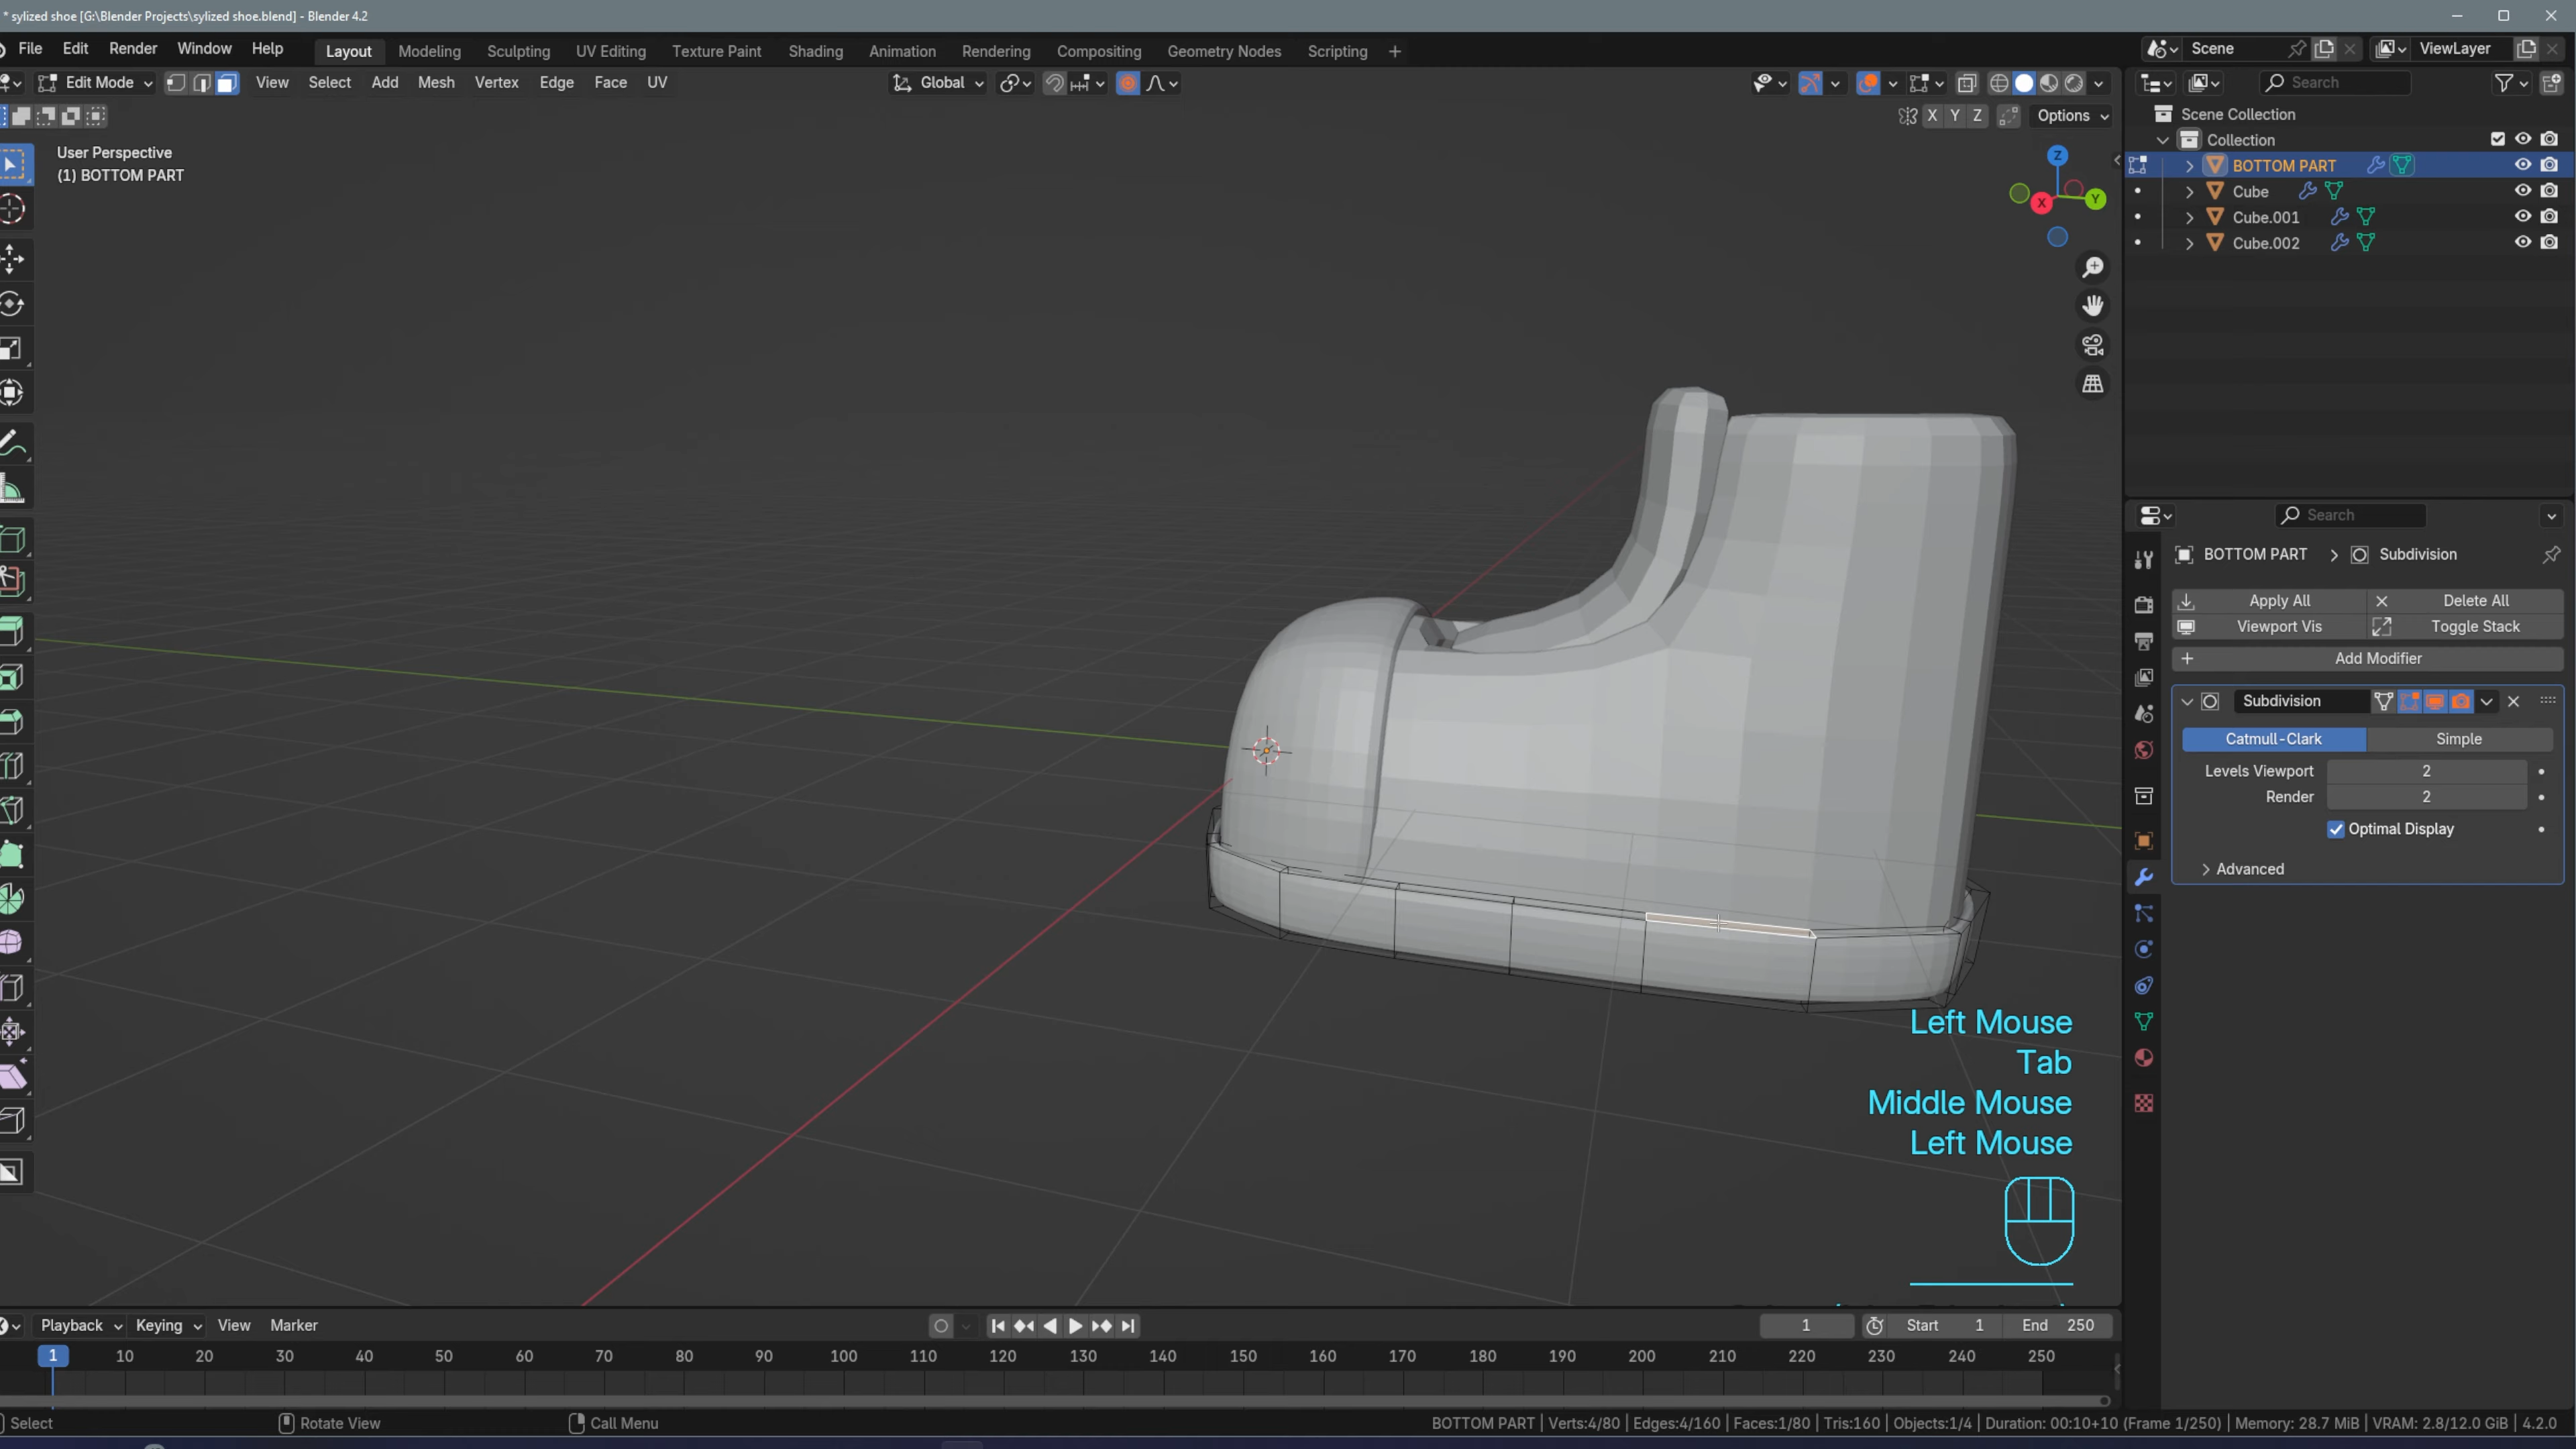 * sylized shoe [G:\Blender Projects\sylized shoe.blend] - Blender 4.2
File Edit Render Window Help Layout Modeling Sculpting UV Editing Texture Paint Shading Animation Rendering Compositing Geometry Nodes Scripting + Scene ViewLayer
Edit Mode View Select Add Mesh Vertex Edge Face UV Global Search
X Y Z Options
Scene Collection
Collection
BOTTOM PART
Cube
Cube.001
Cube.002
User Perspective
(1) BOTTOM PART
Z
X
Y
Search
BOTTOM PART > Subdivision
Apply All Delete All
Viewport Vis Toggle Stack
Add Modifier
Subdivision
Catmull-Clark Simple
Levels Viewport 2
Render 2
Optimal Display
Advanced
Left Mouse
Tab
Middle Mouse
Left Mouse
Playback Keying View Marker 1 Start 1 End 250
1 10 20 30 40 50 60 70 80 90 100 110 120 130 140 150 160 170 180 190 200 210 220 230 240 250
Select Rotate View Call Menu BOTTOM PART | Verts:4/80 | Edges:4/160 | Faces:1/80 | Tris:160 | Objects:1/4 | Duration: 00:10+10 (Frame 1/250) | Memory: 28.7 MiB | VRAM: 2.8/12.0 GiB | 4.2.0